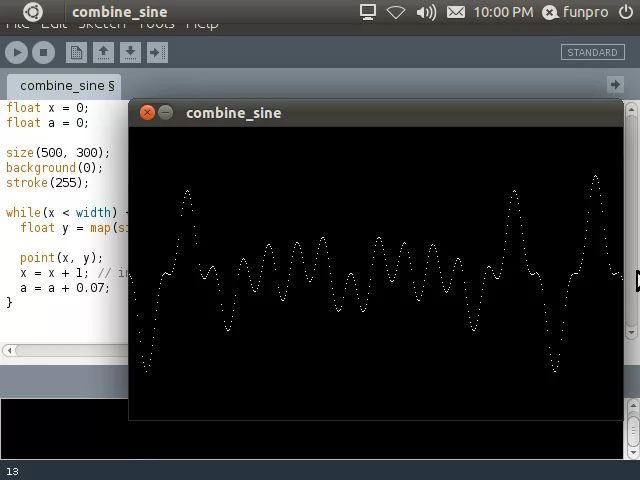 combine_sine 10:00 PM funpro
File Edit Sketch Tools Help
STANDARD
combine_sine §
combine_sine
float x = 0;
float a = 0;
size(500, 300);
background(0);
stroke(255);
while(x < width)
float y = map(si
point(x, y);
x = x + 1; // i
a = a + 0.07;
}
13